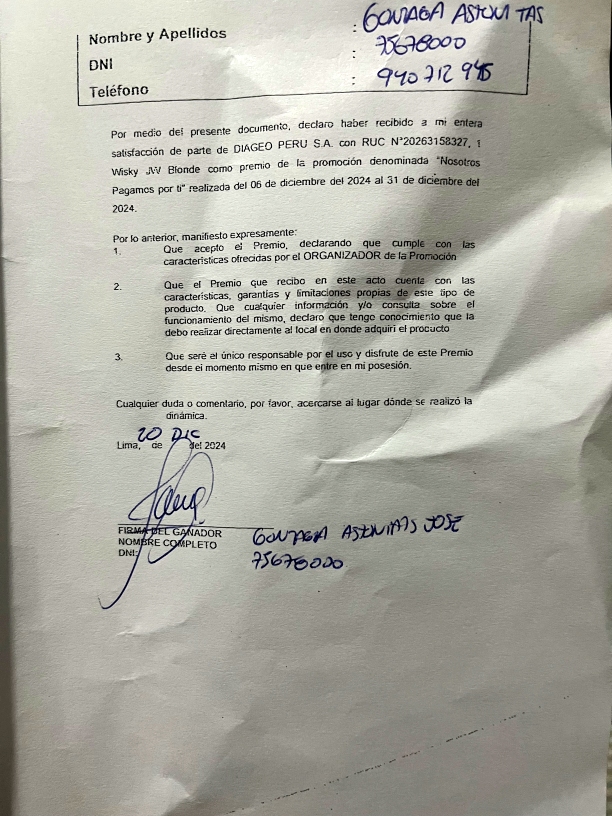 Nombre y Apellidos : GONZAGA ASTUVITAS
DNI : 75678000
Teléfono : 940 712 945
Por medio del presente documento, declaro haber recibido a mi entera
satisfacción de parte de DIAGEO PERU S.A. con RUC N°20263158327, 1
Wisky JW Blonde como premio de la promoción denominada "Nosotros
Pagamos por ti" realizada del 06 de diciembre del 2024 al 31 de diciembre del
2024.
Por lo anterior, manifiesto expresamente:
1. Que acepto el Premio, declarando que cumple con las
características ofrecidas por el ORGANIZADOR de la Promoción
2. Que el Premio que recibo en este acto cuenta con las
características, garantías y limitaciones propias de este tipo de
producto. Que cualquier información y/o consulta sobre el
funcionamiento del mismo, declaro que tengo conocimiento que la
debo realizar directamente al local en donde adquirí el producto
3. Que seré el único responsable por el uso y disfrute de este Premio
desde el momento mismo en que entre en mi posesión.
Cualquier duda o comentario, por favor, acercarse al lugar dónde se realizó la
dinámica.
20 DIC
Lima, de del 2024
FIRMA DEL GANADOR
NOMBRE COMPLETO GONZAGA JOSE
DNI: 75678000